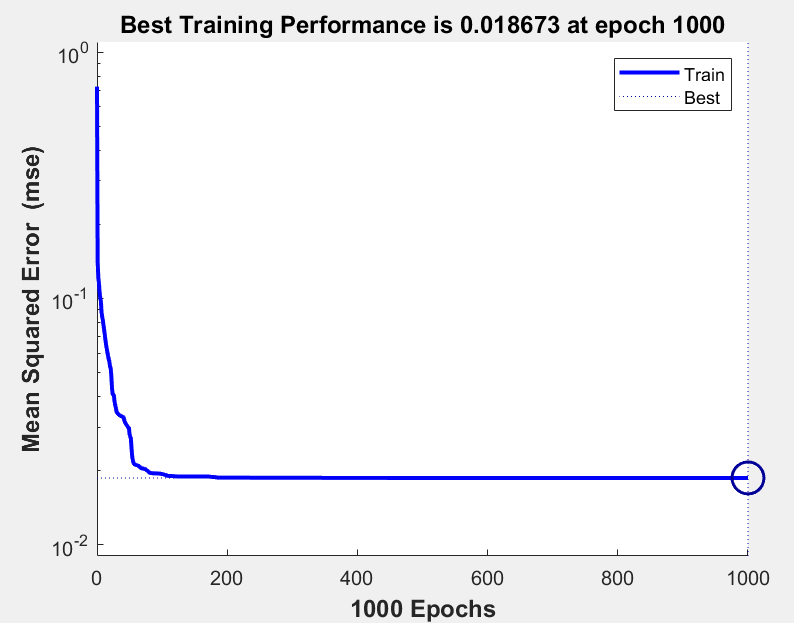 Best Training Performance is 0.018673 at epoch 1000
10^0
Train
Best
10^-1
10^-2
Mean Squared Error (mse)
0 200 400 600 800 1000
1000 Epochs